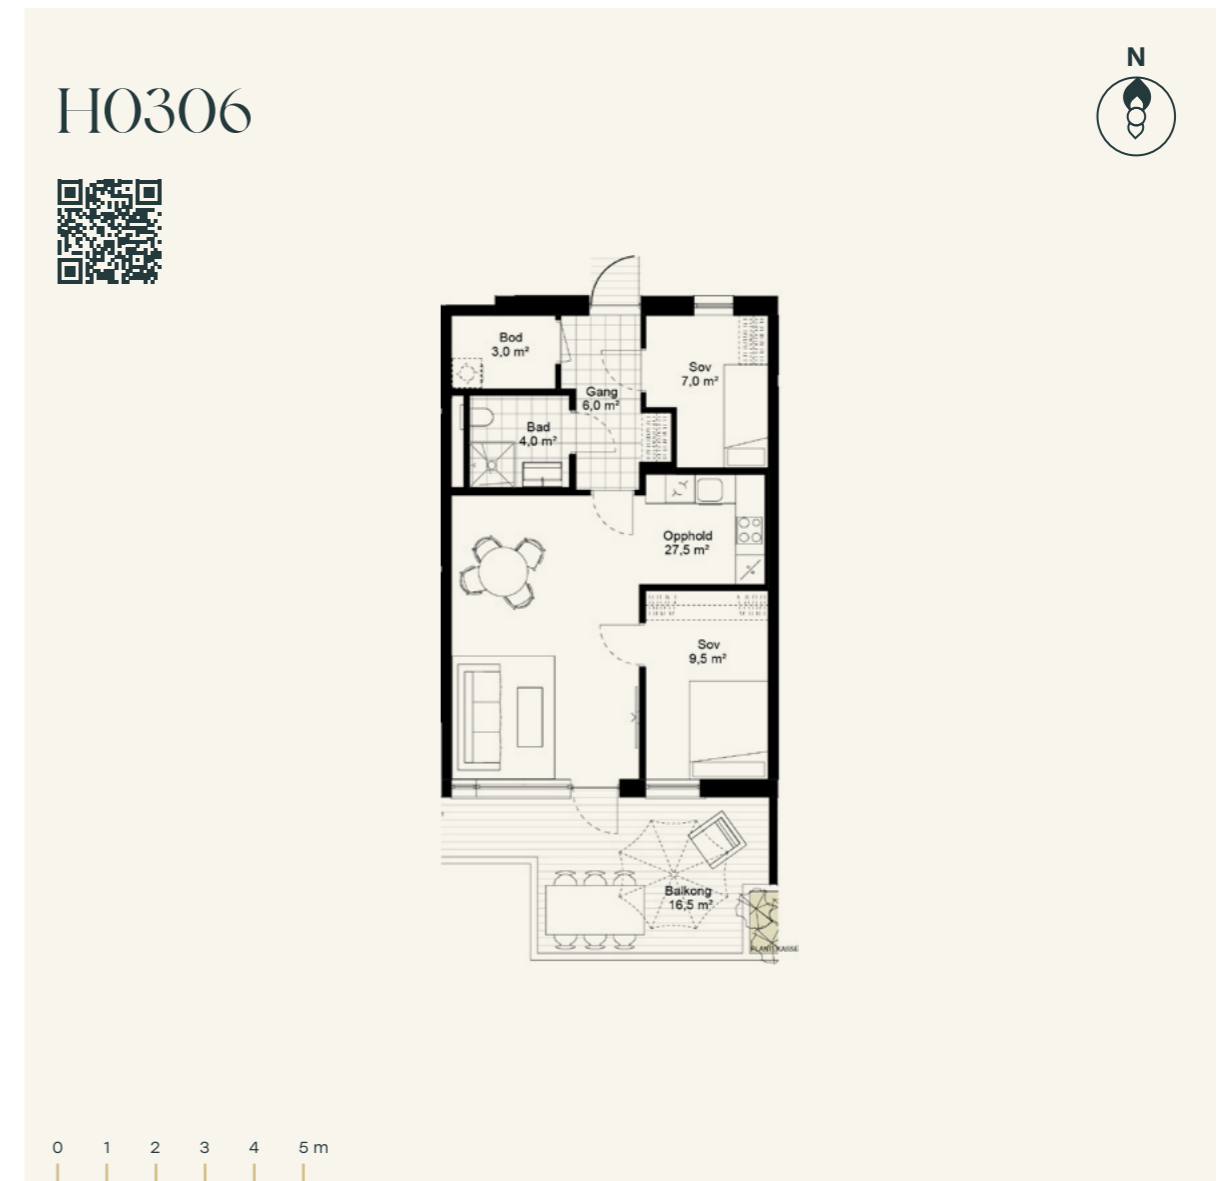 N
H0306
Bod
3,0 m²
Sov
7,0 m²
Gang
6,0 m²
Bad
4,0 m²
Opphold
27,5 m²
Sov
9,5 m²
Balkong
16,5 m²
PLANTEKASSE
0 1 2 3 4 5 m